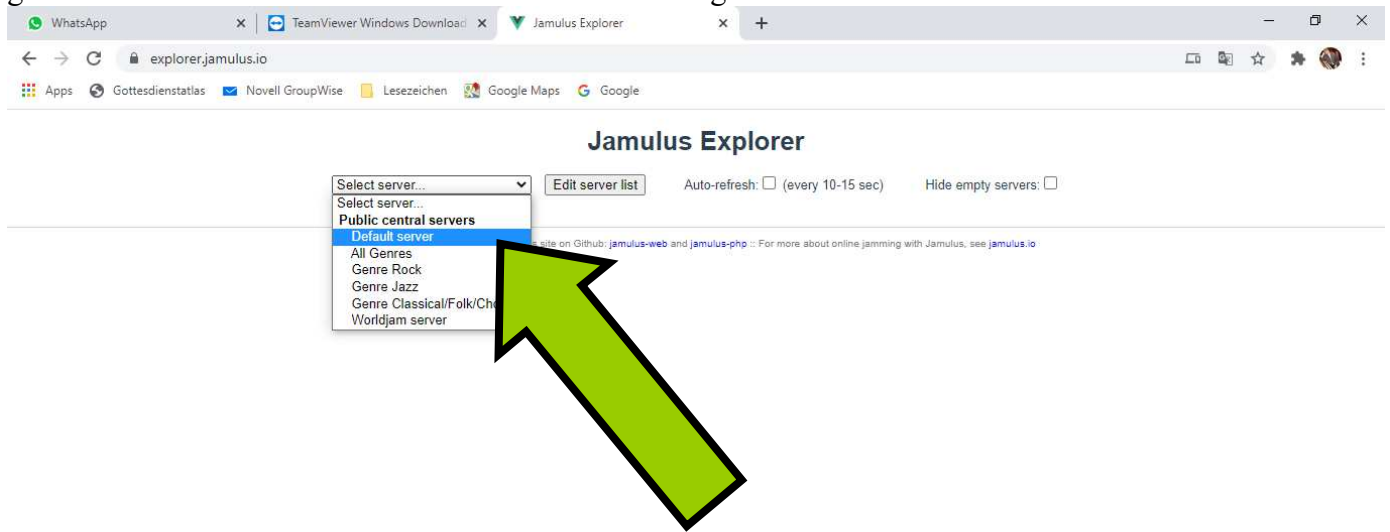 WhatsApp
TeamViewer Windows Download
Jamulus Explorer
explorer.jamulus.io
Apps Gottesdienstatlas Novell GroupWise Lesezeichen Google Maps Google
Jamulus Explorer
Select server... Edit server list Auto-refresh: (every 10-15 sec) Hide empty servers:
Select server...
Public central servers
Default server
All Genres
Genre Rock
Genre Jazz
Genre Classical/Folk/Cho
Worldjam server
site on Github: jamulus-web and jamulus-php :: For more about online jamming with Jamulus, see jamulus.io